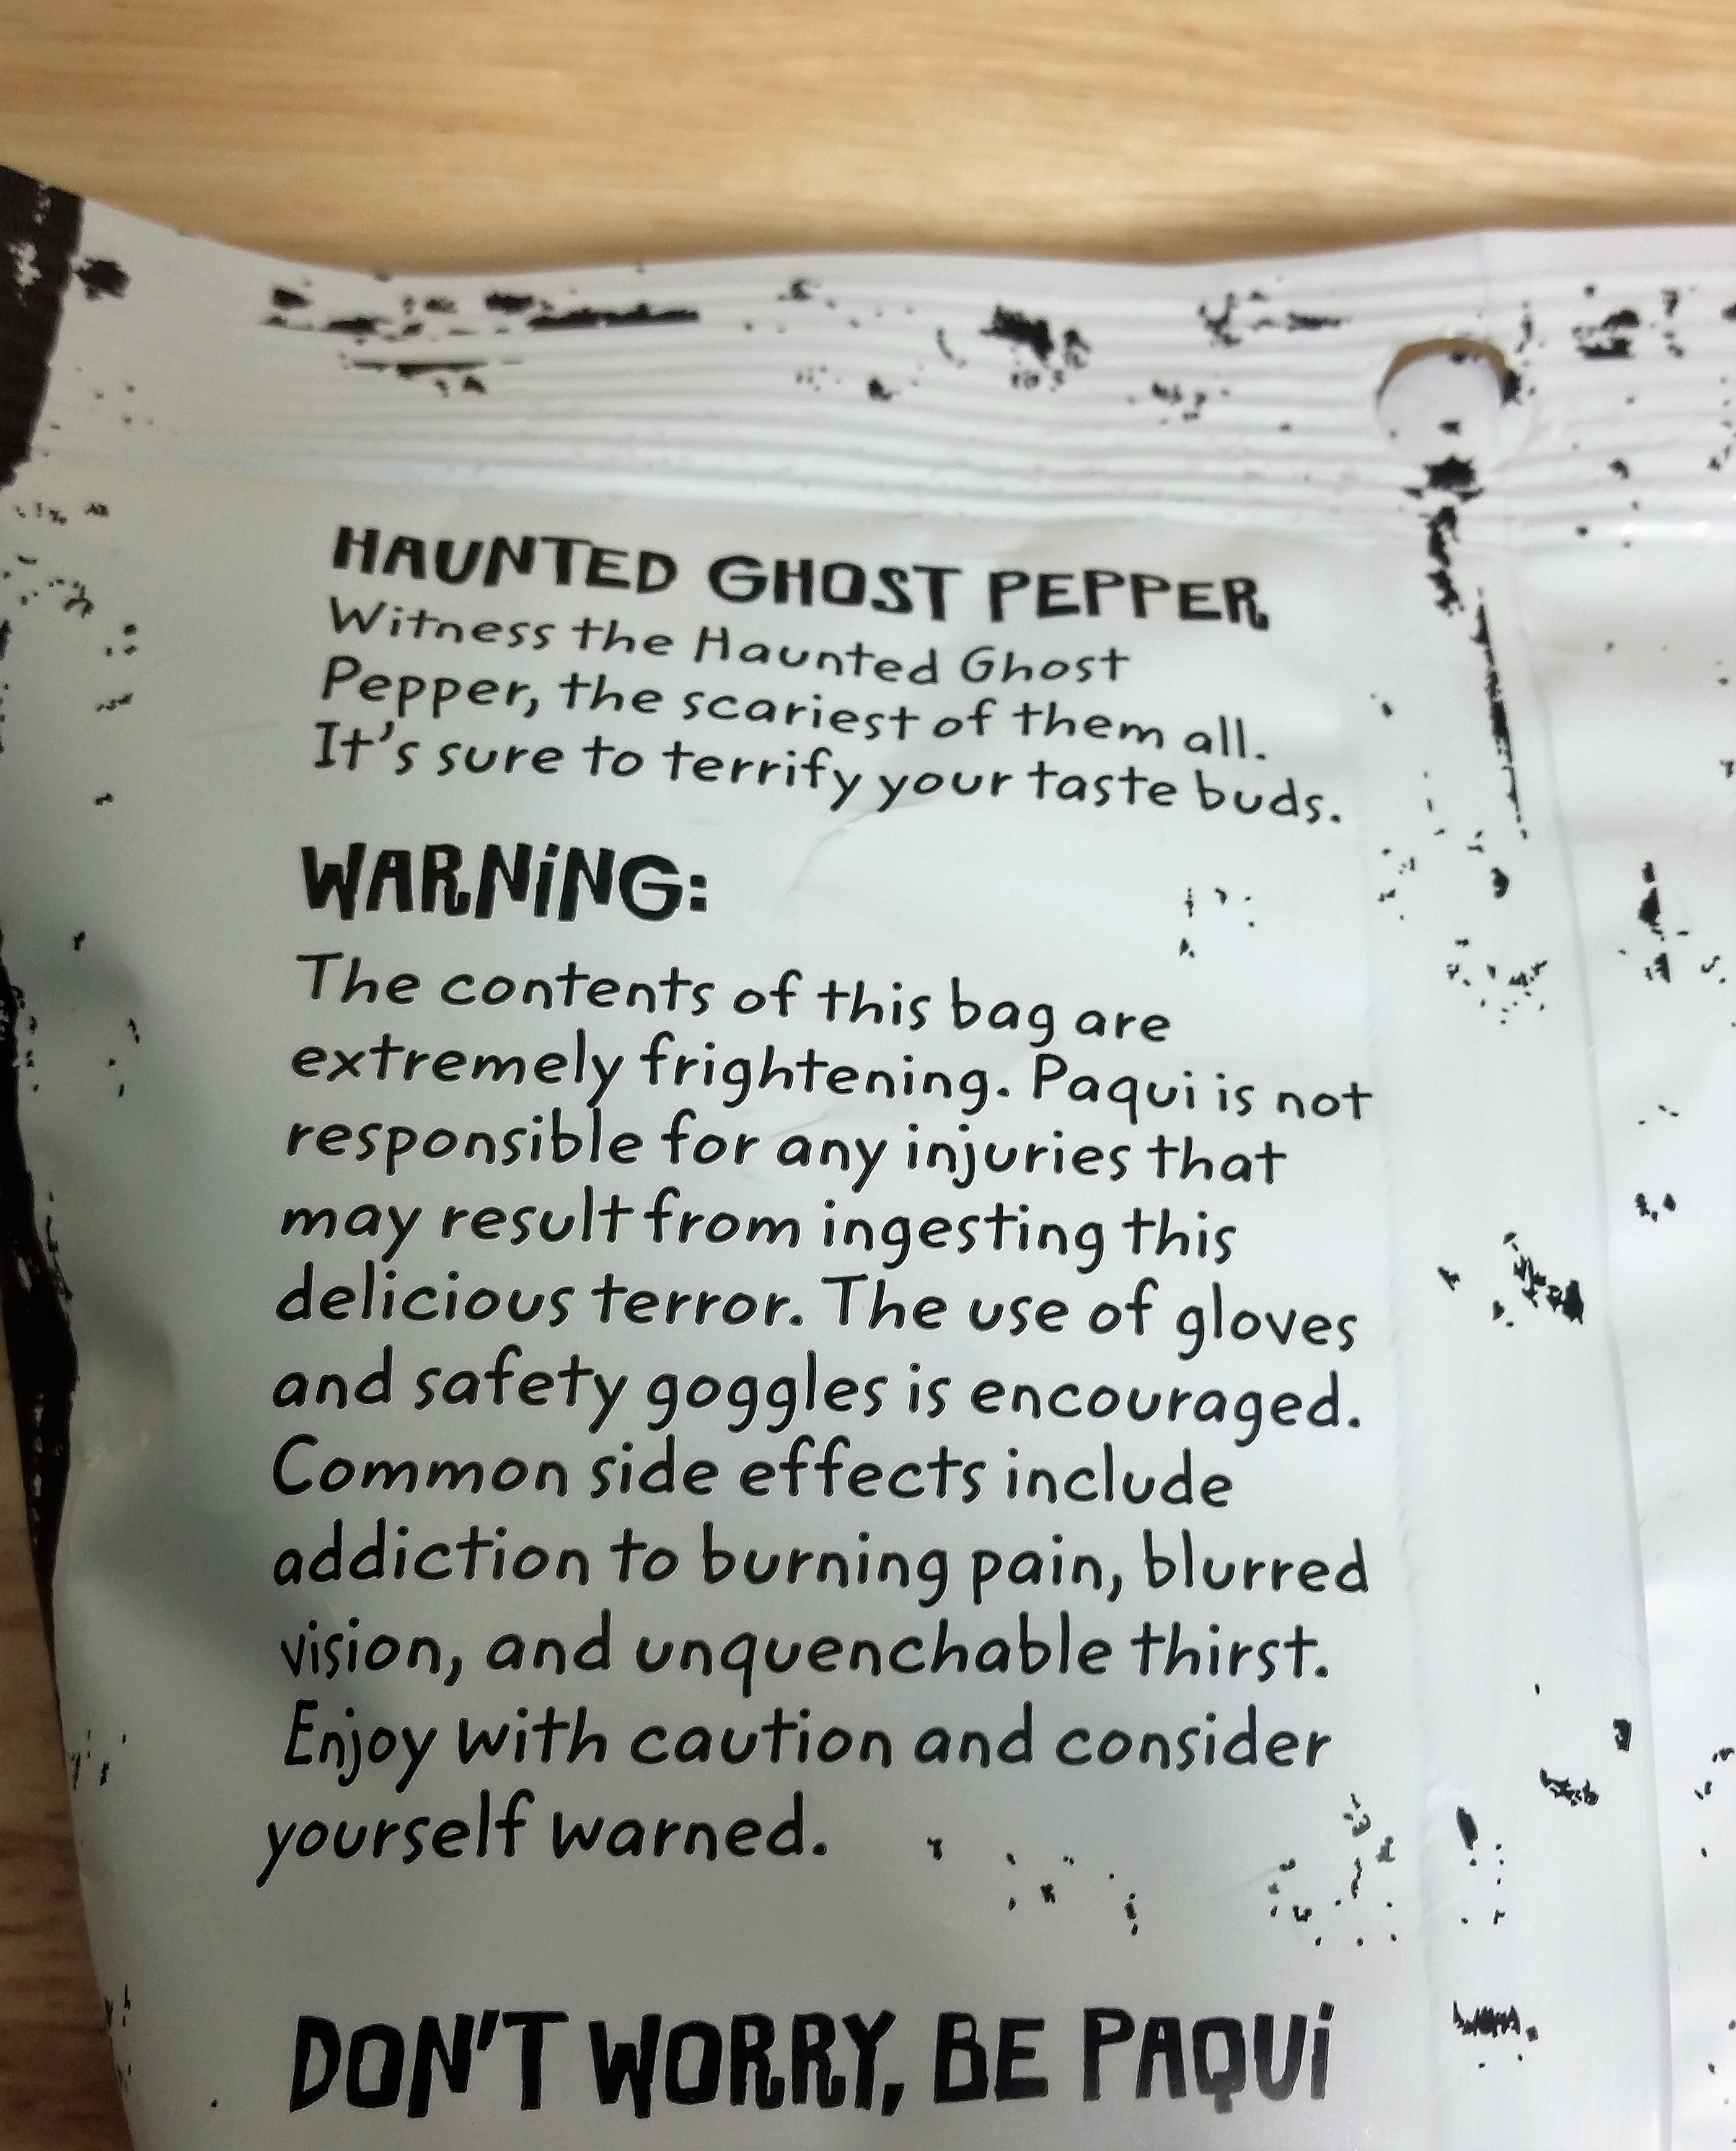 HAUNTED GHOST PEPPER
Witness the Haunted Ghost
Pepper, the scariest of them all.
It's sure to terrify your taste buds.
WARNiNG:
The contents of this bag are
extremely frightening. Paqui is not
responsible for any injuries that
may result from ingesting this
delicious terror. The use of gloves
and safety goggles is encouraged.
Common side effects include
addiction to burning pain, blurred
vision, and unquenchable thirst.
Enjoy with caution and consider
yourself warned.
DON'T WORRY, BE PAQUi